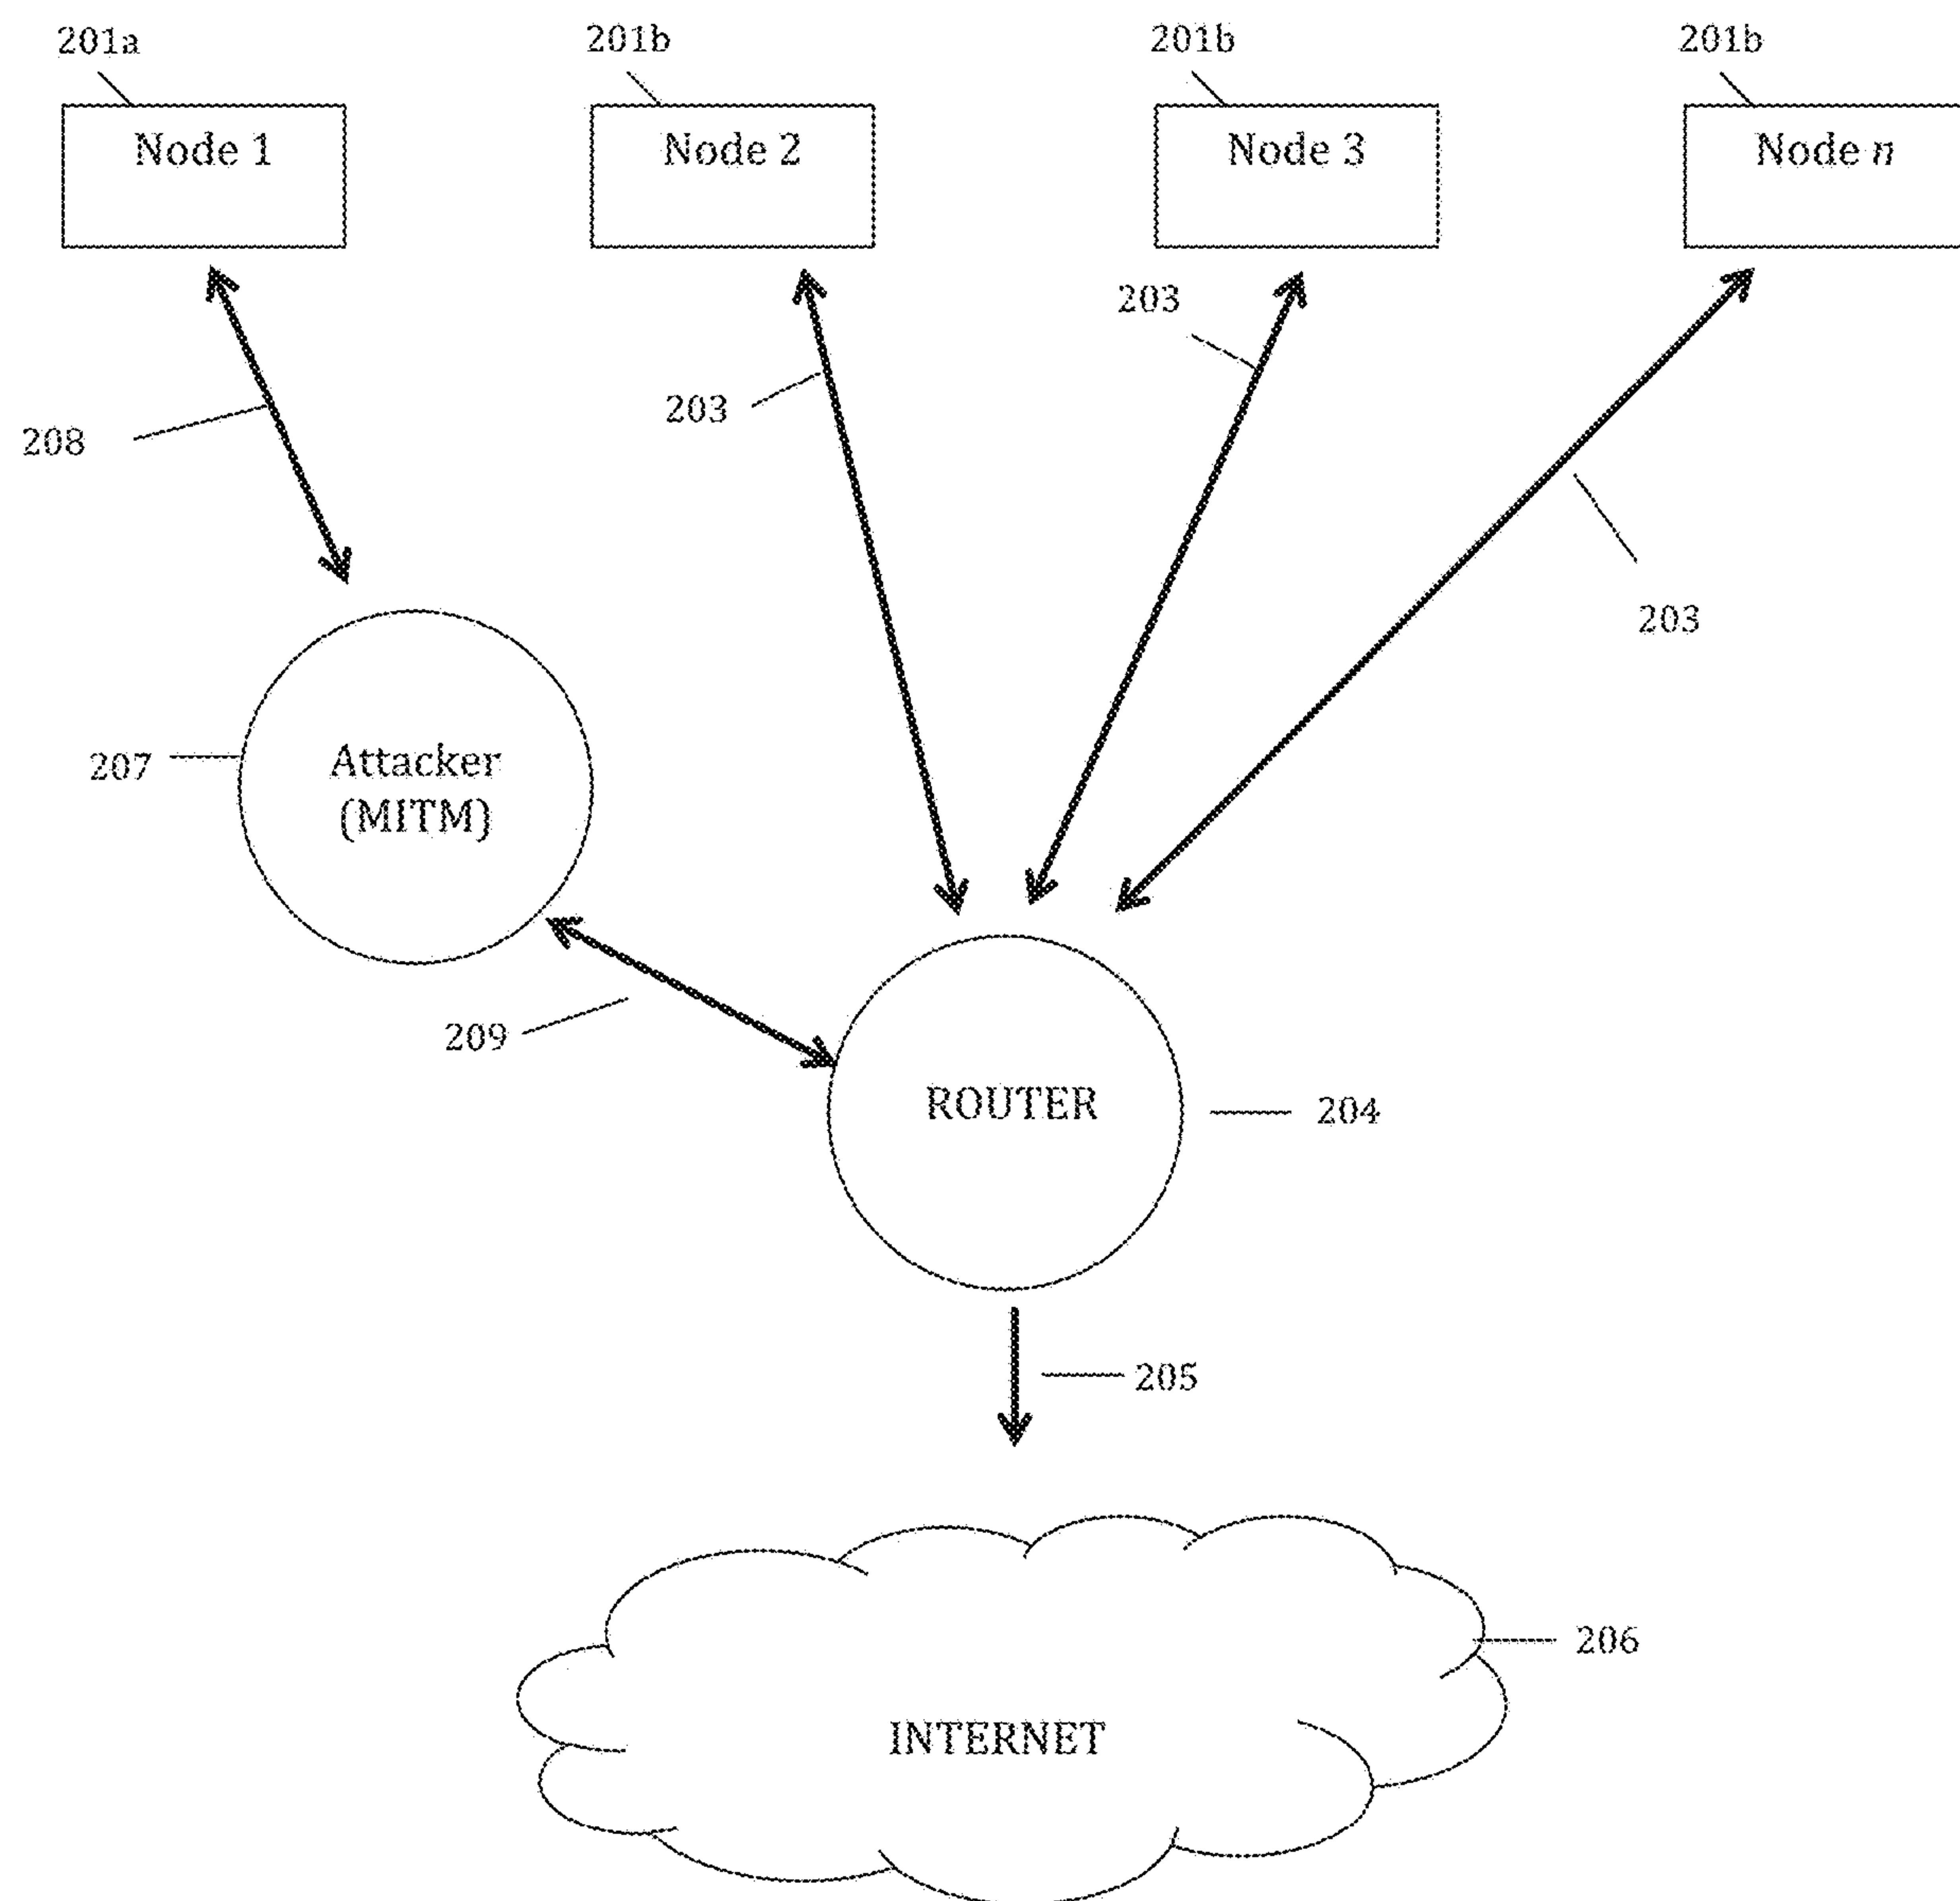 201a
201b
201b
201b
Node 1
Node 2
Node 3
Node n
203
203
208
203
207
Attacker
(MITM)
209
ROUTER
204
205
206
INTERNET